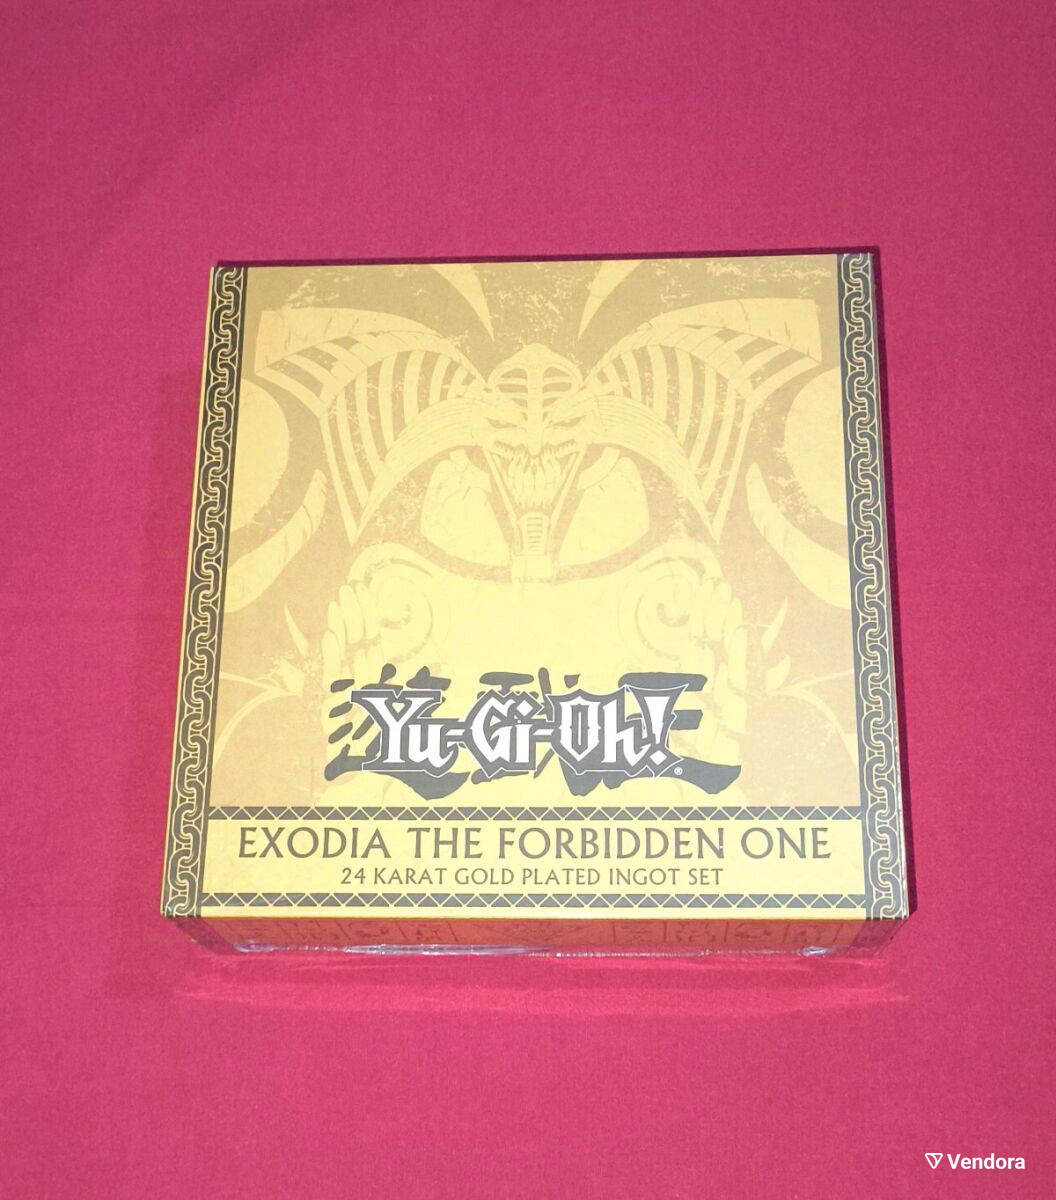 Yu-Gi-Oh!
®
EXODIA THE FORBIDDEN ONE
24 KARAT GOLD PLATED INGOT SET
Vendora